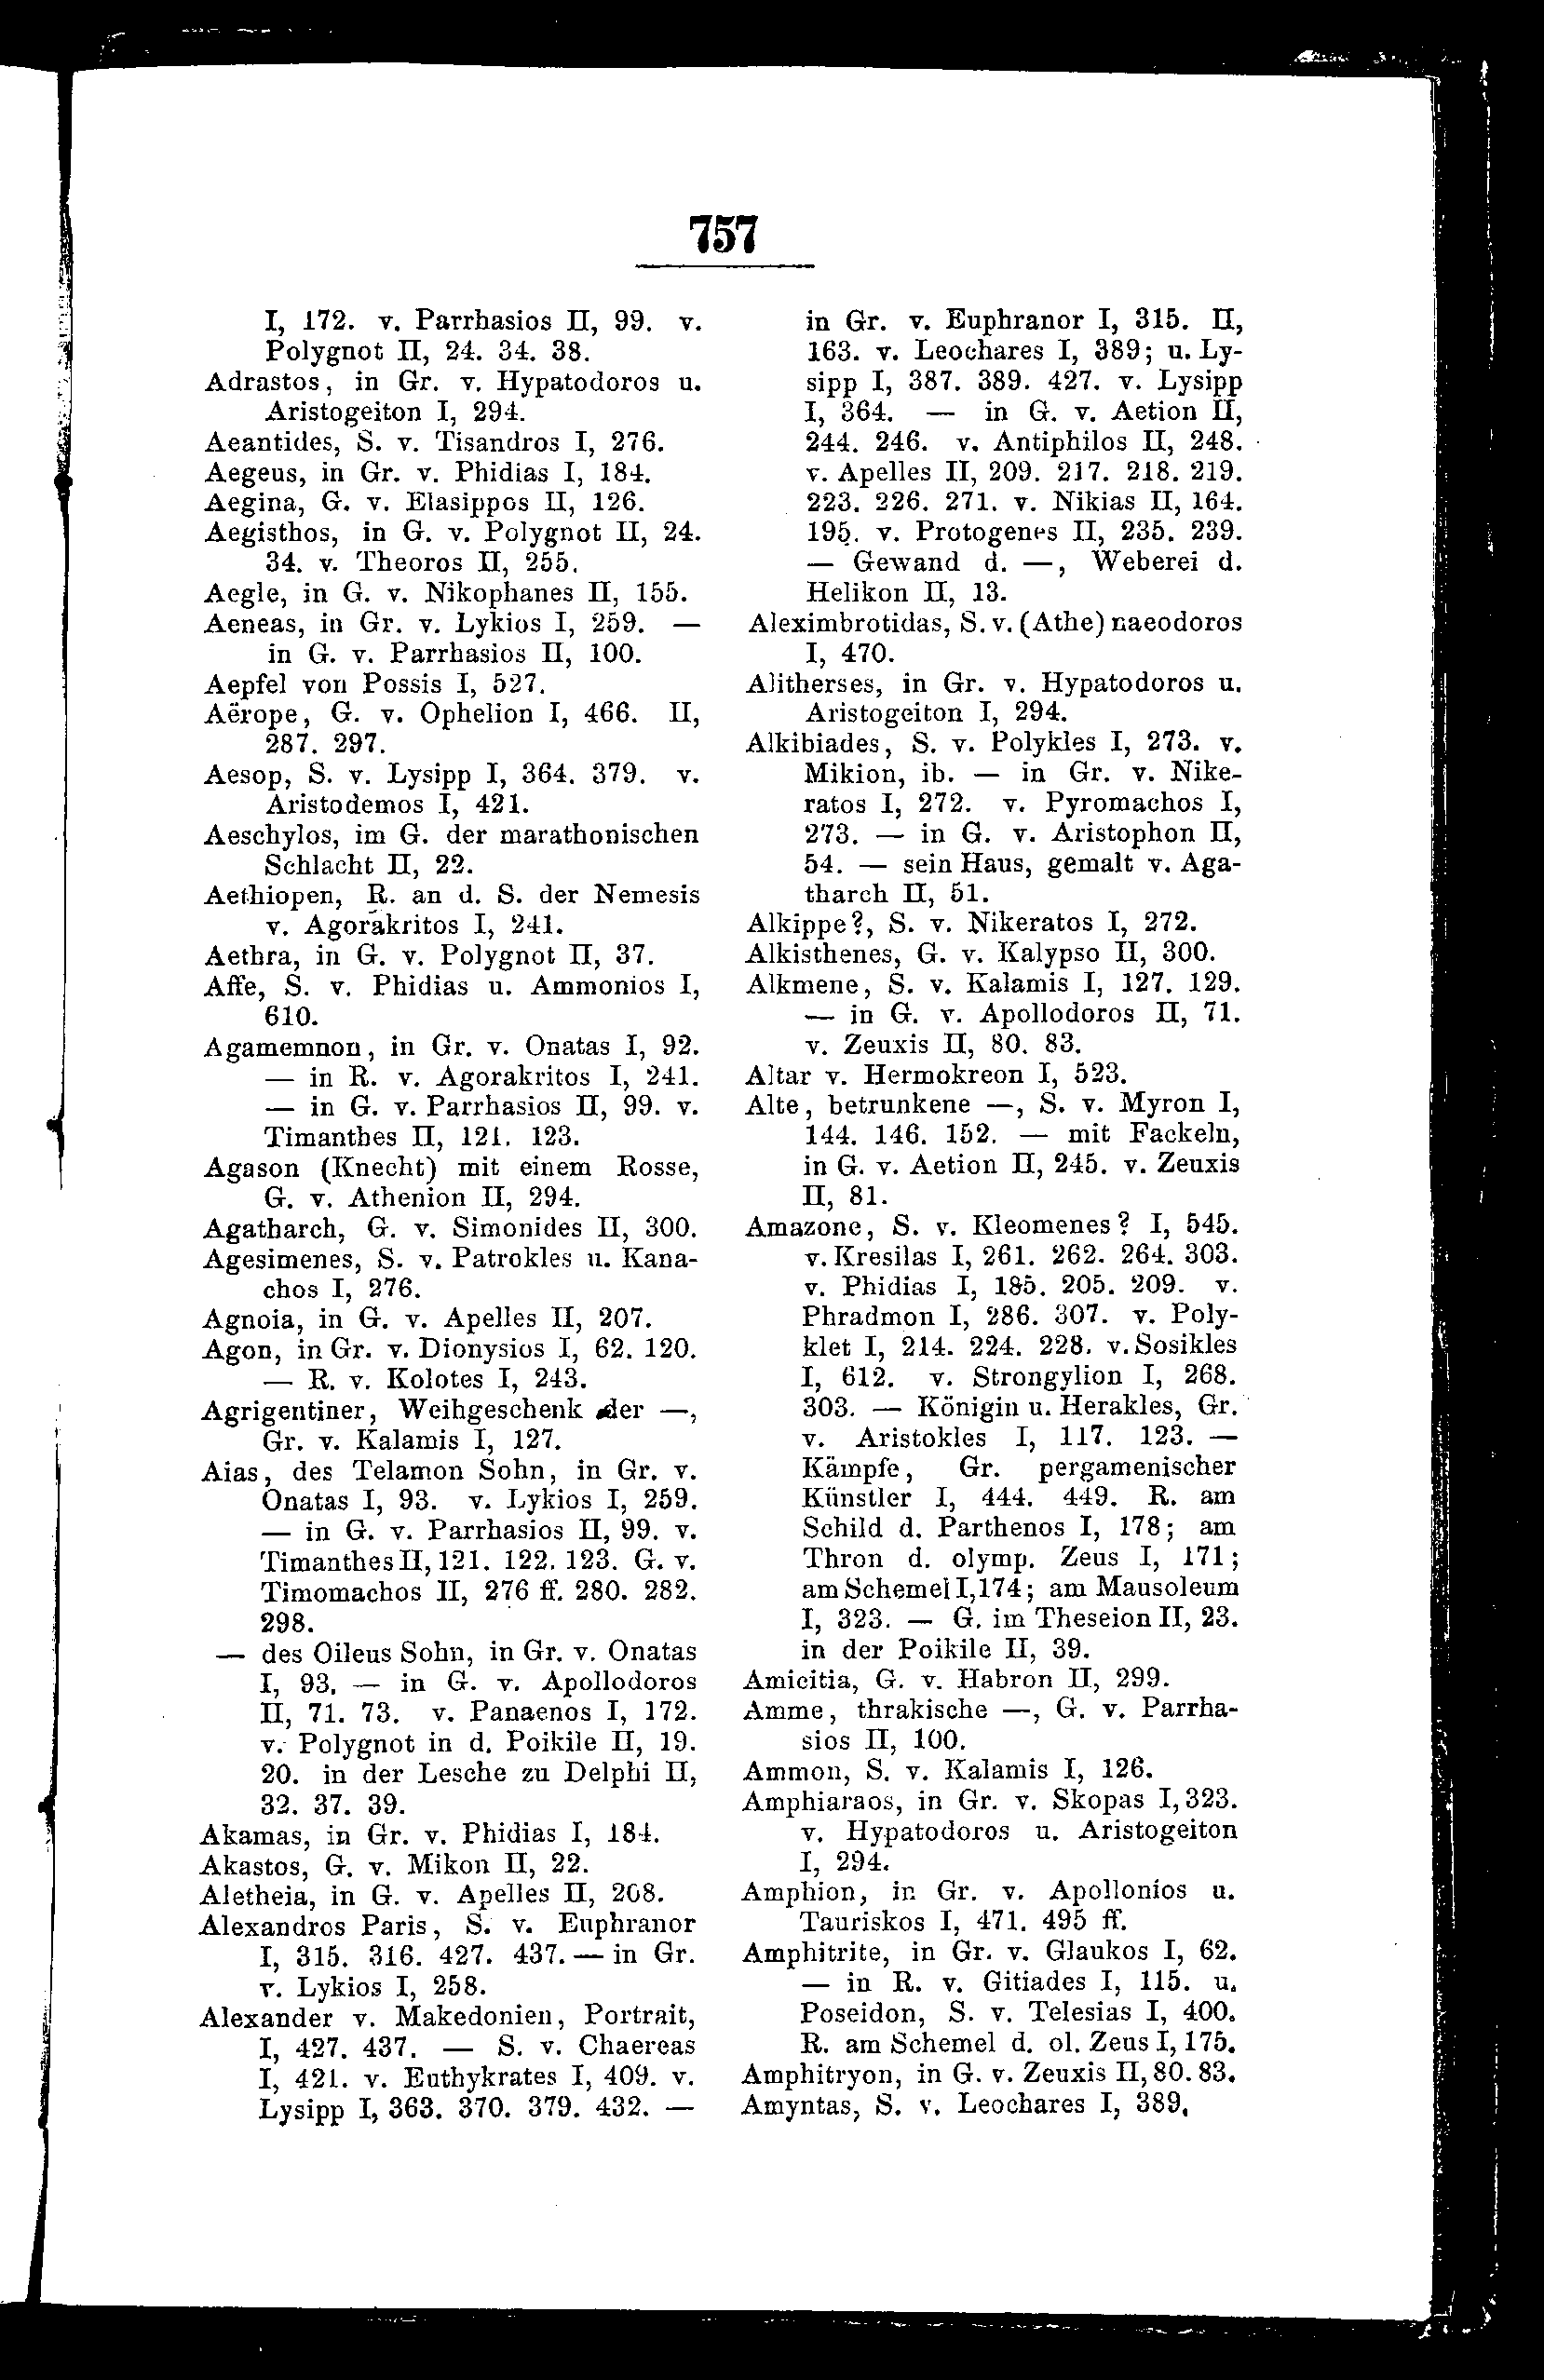 757
I, 172. v. Parrhasios II, 99. v.
Polygnot II, 24. 34. 38.
Adrastos, in Gr. v. Hypatodoros u.
Aristogeiton I, 294.
Aeantides, S. v. Tisandros I, 276.
Aegeus, in Gr. v. Phidias I, 184.
Aegina, G. v. Elasippos II, 126.
Aegisthos, in G. v. Polygnot II, 24.
34. v. Theoros II, 255.
Aegle, in G. v. Nikophanes II, 155.
Aeneas, in Gr. v. Lykios I, 259. —
in G. v. Parrhasios II, 100.
Aepfel von Possis I, 527.
Aërope, G. v. Ophelion I, 466. II,
287. 297.
Aesop, S. v. Lysipp I, 364. 379. v.
Aristodemos I, 421.
Aeschylos, im G. der marathonischen
Schlacht II, 22.
Aethiopen, R. an d. S. der Nemesis
v. Agorakritos I, 241.
Aethra, in G. v. Polygnot II, 37.
Affe, S. v. Phidias u. Ammonios I,
610.
Agamemnon, in Gr. v. Onatas I, 92.
— in R. v. Agorakritos I, 241.
— in G. v. Parrhasios II, 99. v.
Timanthes II, 121. 123.
Agason (Knecht) mit einem Rosse,
G. v. Athenion II, 294.
Agatharch, G. v. Simonides II, 300.
Agesimenes, S. v. Patrokles u. Kana-
chos I, 276.
Agnoia, in G. v. Apelles II, 207.
Agon, in Gr. v. Dionysios I, 62. 120.
— R. v. Kolotes I, 243.
Agrigentiner, Weihgeschenk der —,
Gr. v. Kalamis I, 127.
Aias, des Telamon Sohn, in Gr. v.
Onatas I, 93. v. Lykios I, 259.
— in G. v. Parrhasios II, 99. v.
Timanthes II, 121. 122. 123. G. v.
Timomachos II, 276 ff. 280. 282.
298.
— des Oileus Sohn, in Gr. v. Onatas
I, 93. — in G. v. Apollodoros
II, 71. 73. v. Panaenos I, 172.
v. Polygnot in d. Poikile II, 19.
20. in der Lesche zu Delphi II,
32. 37. 39.
Akamas, in Gr. v. Phidias I, 184.
Akastos, G. v. Mikon II, 22.
Aletheia, in G. v. Apelles II, 208.
Alexandros Paris, S. v. Euphranor
I, 315. 316. 427. 437. — in Gr.
v. Lykios I, 258.
Alexander v. Makedonien, Portrait,
I, 427. 437. — S. v. Chaereas
I, 421. v. Euthykrates I, 409. v.
Lysipp I, 363. 370. 379. 432. —
in Gr. v. Euphranor I, 315. II,
163. v. Leochares I, 389; u. Ly-
sipp I, 387. 389. 427. v. Lysipp
I, 364. — in G. v. Aetion II,
244. 246. v. Antiphilos II, 248.
v. Apelles II, 209. 217. 218. 219.
223. 226. 271. v. Nikias II, 164.
195. v. Protogenes II, 235. 239.
— Gewand d. —, Weberei d.
Helikon II, 13.
Aleximbrotidas, S. v. (Athe) naeodoros
I, 470.
Alitherses, in Gr. v. Hypatodoros u.
Aristogeiton I, 294.
Alkibiades, S. v. Polykles I, 273. v.
Mikion, ib. — in Gr. v. Nike-
ratos I, 272. v. Pyromachos I,
273. — in G. v. Aristophon II,
54. — sein Haus, gemalt v. Aga-
tharch II, 51.
Alkippe?, S. v. Nikeratos I, 272.
Alkisthenes, G. v. Kalypso II, 300.
Alkmene, S. v. Kalamis I, 127. 129.
— in G. v. Apollodoros II, 71.
v. Zeuxis II, 80. 83.
Altar v. Hermokreon I, 523.
Alte, betrunkene —, S. v. Myron I,
144. 146. 152. — mit Fackeln,
in G. v. Aetion II, 245. v. Zeuxis
II, 81.
Amazone, S. v. Kleomenes? I, 545.
v. Kresilas I, 261. 262. 264. 303.
v. Phidias I, 185. 205. 209. v.
Phradmon I, 286. 307. v. Poly-
klet I, 214. 224. 228. v. Sosikles
I, 612. v. Strongylion I, 268.
303. — Königin u. Herakles, Gr.
v. Aristokles I, 117. 123. —
Kämpfe, Gr. pergamenischer
Künstler I, 444. 449. R. am
Schild d. Parthenos I, 178; am
Thron d. olymp. Zeus I, 171;
am Schemel I, 174; am Mausoleum
I, 323. — G. im Theseion II, 23.
in der Poikile II, 39.
Amicitia, G. v. Habron II, 299.
Amme, thrakische —, G. v. Parrha-
sios II, 100.
Ammon, S. v. Kalamis I, 126.
Amphiaraos, in Gr. v. Skopas I, 323.
v. Hypatodoros u. Aristogeiton
I, 294.
Amphion, in Gr. v. Apollonios u.
Tauriskos I, 471. 495 ff.
Amphitrite, in Gr. v. Glaukos I, 62.
— in R. v. Gitiades I, 115. u.
Poseidon, S. v. Telesias I, 400.
R. am Schemel d. ol. Zeus I, 175.
Amphitryon, in G. v. Zeuxis II, 80. 83.
Amyntas, S. v. Leochares I, 389.